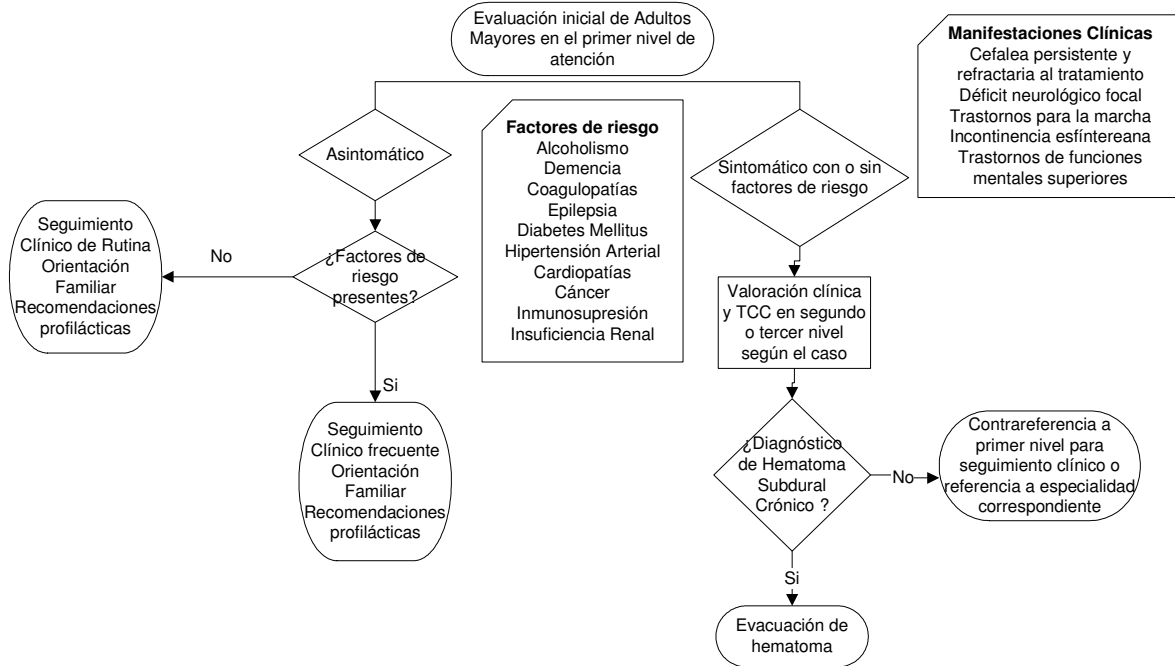 Evaluación inicial de Adultos
Mayores en el primer nivel de
atención
Manifestaciones Clínicas
Cefalea persistente y
refractaria al tratamiento
Déficit neurológico focal
Trastornos para la marcha
Incontinencia esfíntereana
Trastornos de funciones
mentales superiores
Asintomático
Factores de riesgo
Alcoholismo
Demencia
Coagulopatías
Epilepsia
Diabetes Mellitus
Hipertensión Arterial
Cardiopatías
Cáncer
Inmunosupresión
Insuficiencia Renal
Sintomático con o sin
factores de riesgo
Seguimiento
Clínico de Rutina
Orientación
Familiar
Recomendaciones
profilácticas
No
¿Factores de
riesgo
presentes?
Valoración clínica
y TCC en segundo
o tercer nivel
según el caso
Si
Seguimiento
Clínico frecuente
Orientación
Familiar
Recomendaciones
profilácticas
¿Diagnóstico
de Hematoma
Subdural
Crónico ?
No
Contrareferencia a
primer nivel para
seguimiento clínico o
referencia a especialidad
correspondiente
Si
Evacuación de
hematoma